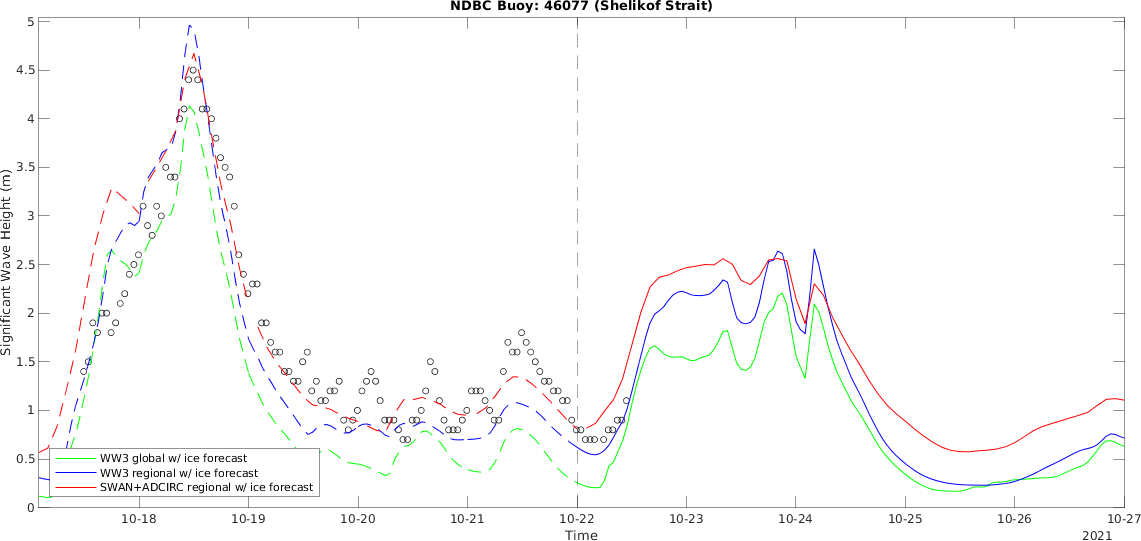 NDBC Buoy: 46077 (Shelikof Strait)
5
4.5
4
3.5
3
2.5
2
1.5
1
0.5
0
Significant Wave Height (m)
WW3 global w/ ice forecast
WW3 regional w/ ice forecast
SWAN+ADCIRC regional w/ ice forecast
10-18 10-19 10-20 10-21 10-22 10-23 10-24 10-25 10-26 10-27
Time
2021